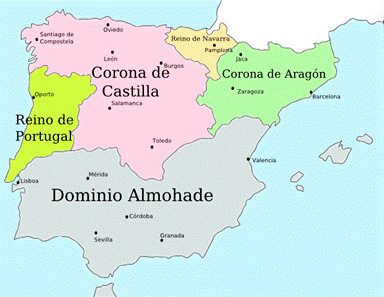 Oviedo
Santiago de
Compostela
Reino de Navarra
Pamplona
León
Jaca
Burgos
Corona de
Castilla
Corona de Aragón
Oporto
Zaragoza
Barcelona
Salamanca
Reino de
Portugal
Toledo
Valencia
Mérida
Lisboa
Dominio Almohade
Córdoba
Sevilla
Granada